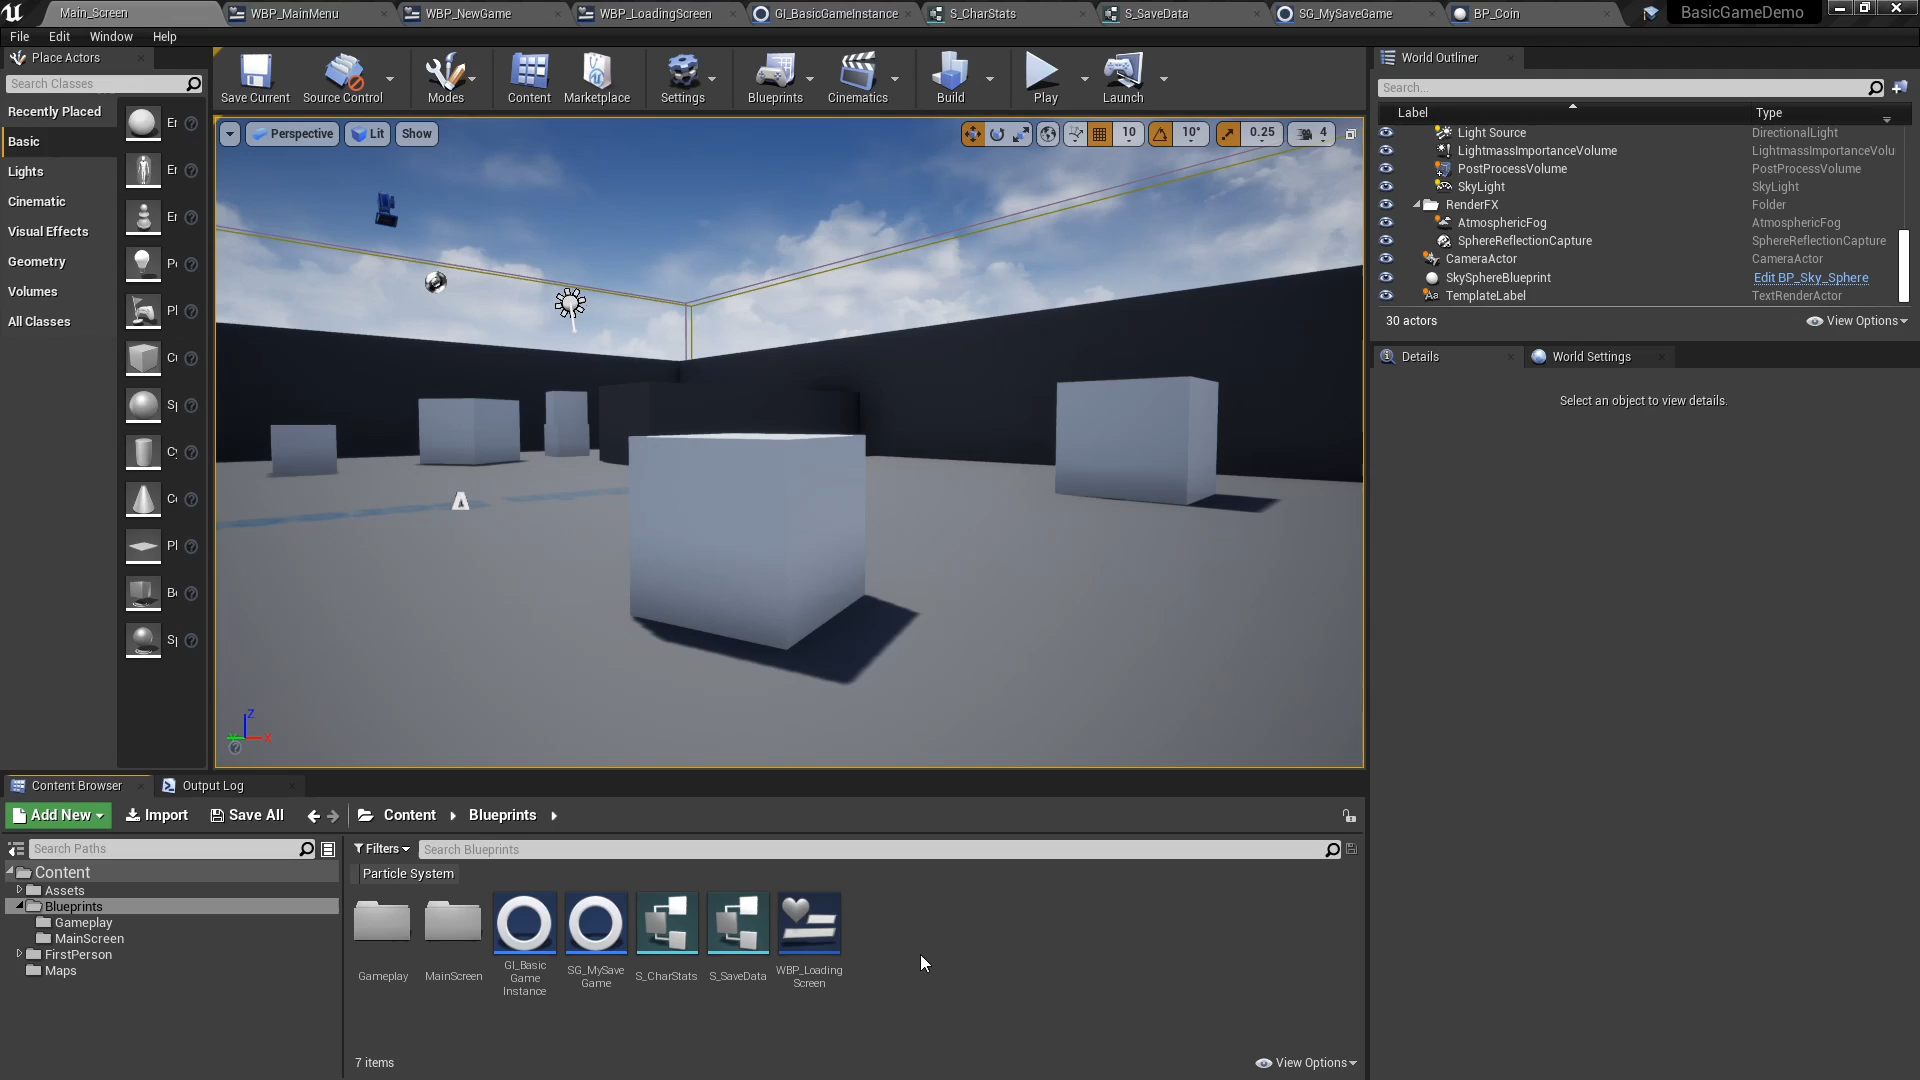 Main_Screen
WBP_MainMenu
WBP_NewGame
WBP_LoadingScreen
GI_BasicGameInstance
S_CharStats
S_SaveData
SG_MySaveGame
BP_Coin
BasicGameDemo
File Edit Window Help
Place Actors
Search Classes
Recently Placed
Basic
Lights
Cinematic
Visual Effects
Geometry
Volumes
All Classes
Save Current
Source Control
Modes
Content
Marketplace
Settings
Blueprints
Cinematics
Build
Play
Launch
Perspective
Lit
Show
10
10°
0.25
4
Z
X
World Outliner
Search...
Label Type
Light Source DirectionalLight
LightmassImportanceVolume LightmassImportanceVolu
PostProcessVolume PostProcessVolume
SkyLight SkyLight
RenderFX Folder
AtmosphericFog AtmosphericFog
SphereReflectionCapture SphereReflectionCapture
CameraActor CameraActor
SkySphereBlueprint Edit BP_Sky_Sphere
TemplateLabel TextRenderActor
30 actors
View Options
Details
World Settings
Select an object to view details.
Content Browser
Output Log
Add New
Import
Save All
Content
Blueprints
Search Paths
Content
Assets
Blueprints
Gameplay
MainScreen
FirstPerson
Maps
Filters
Search Blueprints
Particle System
Gameplay
MainScreen
GI_Basic
Game
Instance
SG_MySave
Game
S_CharStats
S_SaveData
WBP_Loading
Screen
7 items
View Options